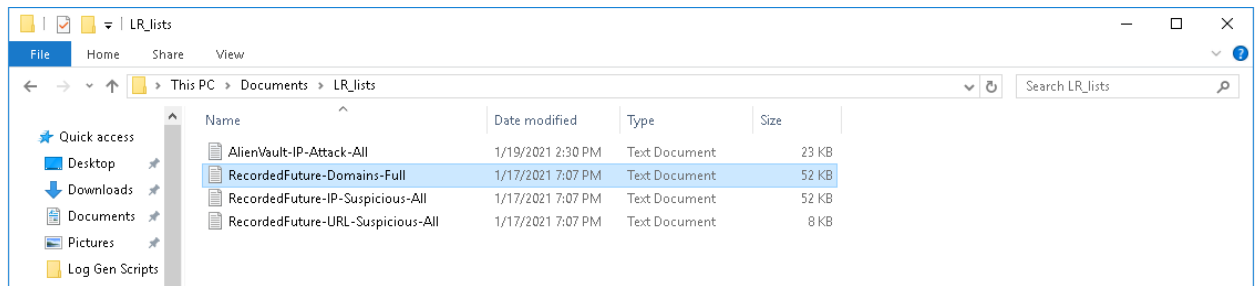 LR_lists
File Home Share View
This PC > Documents > LR_lists Search LR_lists
Name Date modified Type Size
Quick access
AlienVault-IP-Attack-All 1/19/2021 2:30 PM Text Document 23 KB
Desktop
RecordedFuture-Domains-Full 1/17/2021 7:07 PM Text Document 52 KB
Downloads
RecordedFuture-IP-Suspicious-All 1/17/2021 7:07 PM Text Document 52 KB
Documents
RecordedFuture-URL-Suspicious-All 1/17/2021 7:07 PM Text Document 8 KB
Pictures
Log Gen Scripts